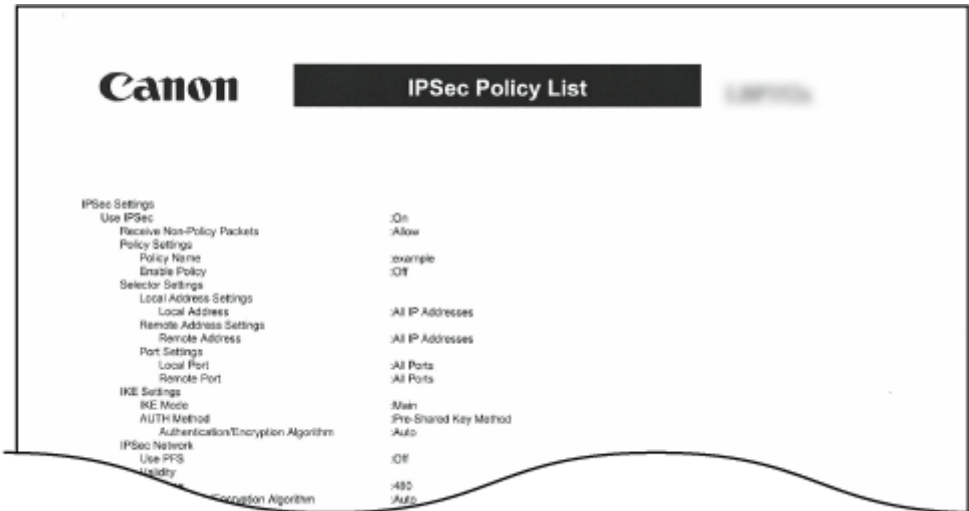 Canon
IPSec Policy List
IPSec Settings
Use IPSec :On
Receive Non-Policy Packets :Allow
Policy Settings
Policy Name :example
Enable Policy :Off
Selector Settings
Local Address Settings
Local Address :All IP Addresses
Remote Address Settings
Remote Address :All IP Addresses
Port Settings
Local Port :All Ports
Remote Port :All Ports
IKE Settings
IKE Mode :Main
AUTH Method :Pre-Shared Key Method
Authentication/Encryption Algorithm :Auto
IPSec Network
Use PFS :Off
Validity
:480
/Encryption Algorithm :Auto